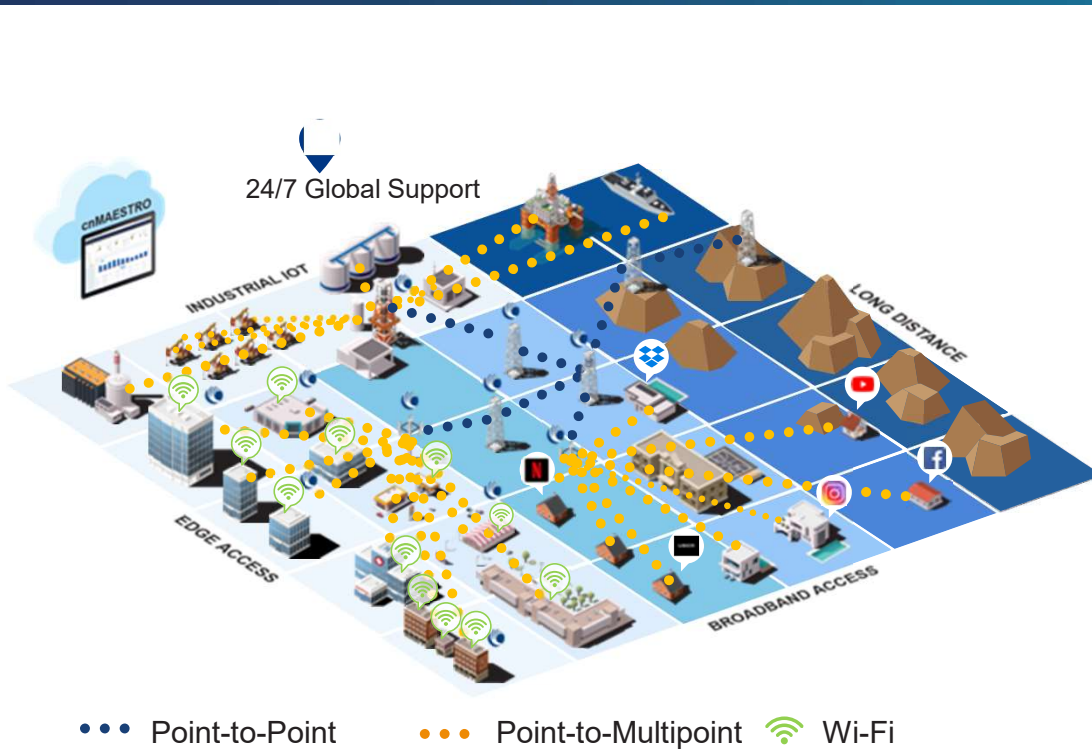 24/7 Global Support
cnMAESTRO
INDUSTRIAL IOT
LONG DISTANCE
N
f
EDGE ACCESS
BROADBAND ACCESS
Point-to-Point
Point-to-Multipoint
Wi-Fi